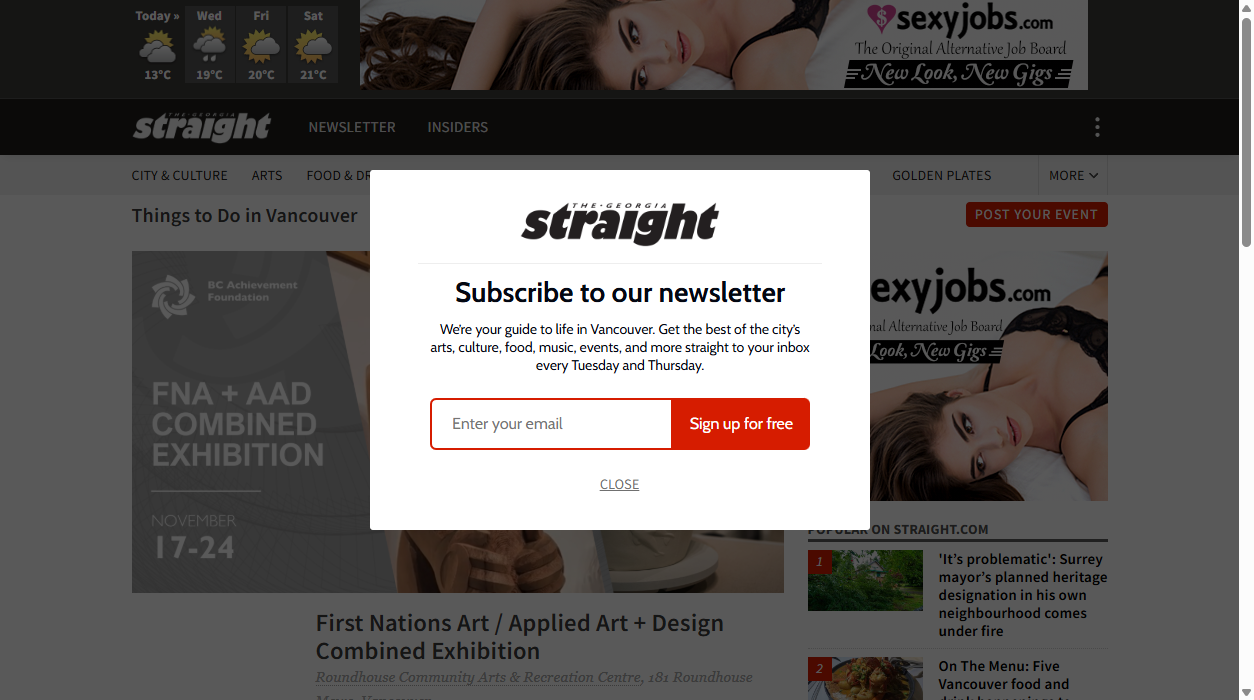 Today » Wed Fri Sat
13°C 19°C 20°C 21°C
sexyjobs.com
The Original Alternative Job Board
New Look, New Gigs
THE·GEORGIA
straight
NEWSLETTER INSIDERS
CITY & CULTURE ARTS FOOD & DR GOLDEN PLATES MORE
Things to Do in Vancouver
POST YOUR EVENT
THE·GEORGIA
straight
Subscribe to our newsletter
We're your guide to life in Vancouver. Get the best of the city's
arts, culture, food, music, events, and more straight to your inbox
every Tuesday and Thursday.
Enter your email Sign up for free
CLOSE
BC Achievement
Foundation
FNA + AAD
COMBINED
EXHIBITION
NOVEMBER
17-24
First Nations Art / Applied Art + Design
Combined Exhibition
Roundhouse Community Arts & Recreation Centre, 181 Roundhouse
Mews, Vancouver
exyjobs.com
nal Alternative Job Board
Look, New Gigs
POPULAR ON STRAIGHT.COM
1
'It’s problematic': Surrey
mayor’s planned heritage
designation in his own
neighbourhood comes
under fire
2
On The Menu: Five
Vancouver food and
drink happenings to